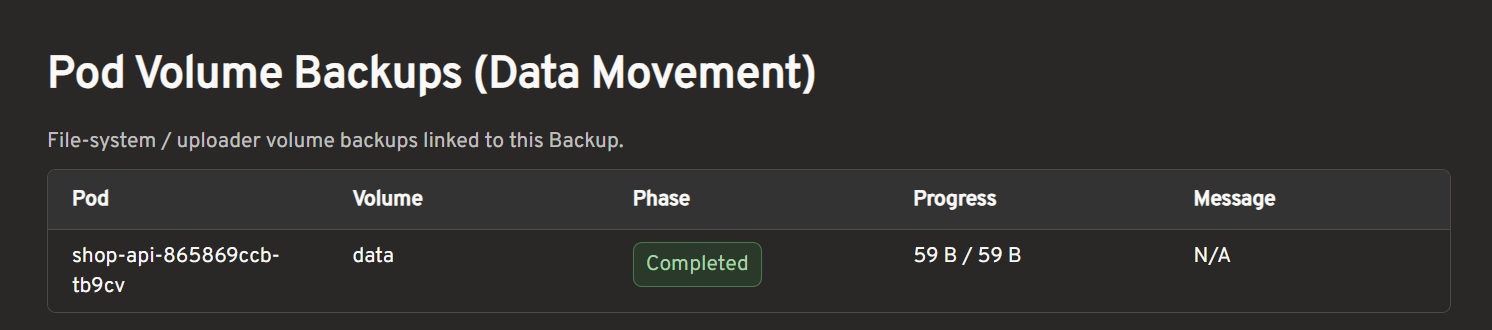 Pod Volume Backups (Data Movement)
File-system / uploader volume backups linked to this Backup.
Pod Volume Phase Progress Message
shop-api-865869ccb-
tb9cv data Completed 59 B / 59 B N/A